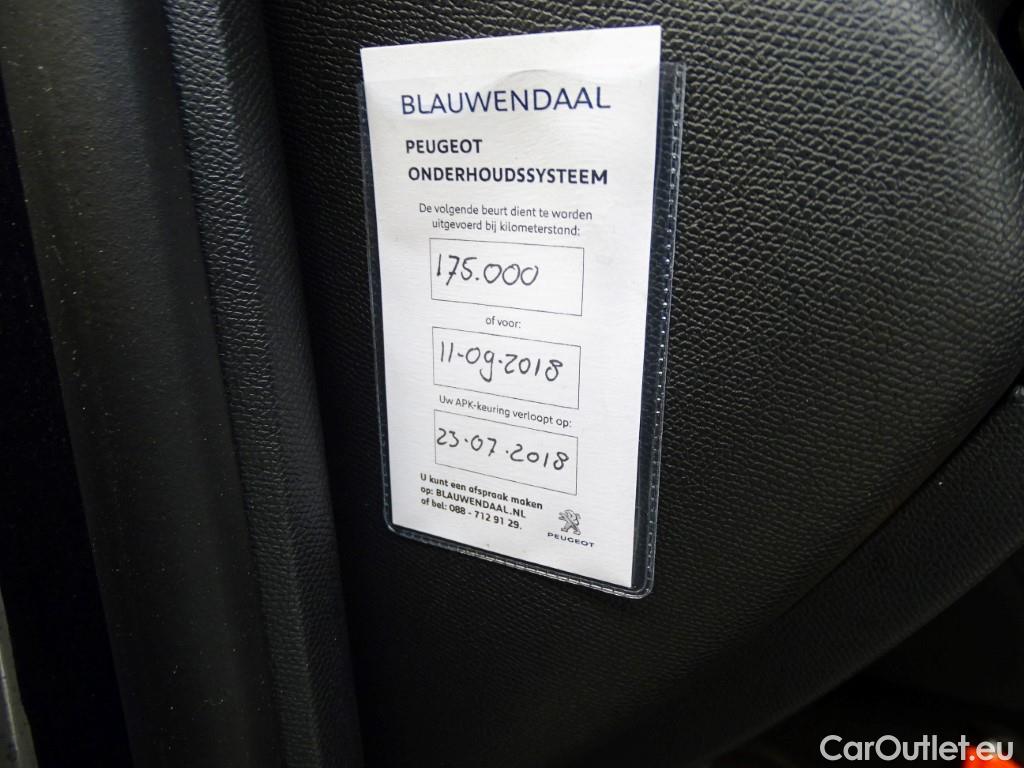 BLAUWENDAAL
PEUGEOT
ONDERHOUDSSYSTEEM
De volgende beurt dient te worden
uitgevoerd bij kilometerstand:
175.000
of voor:
11-09-2018
Uw APK-keuring verloopt op:
23-07-2018
U kunt een afspraak maken
op: BLAUWENDAAL.NL
of bel: 088 - 712 91 29.
PEUGEOT
CarOutlet.eu